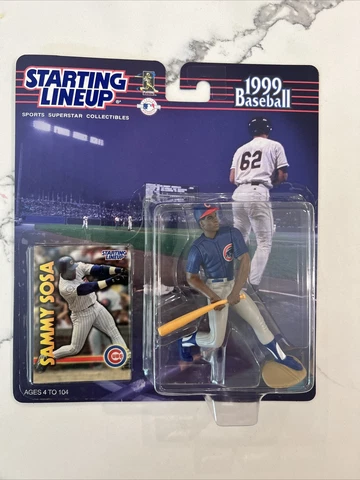 STARTING
LINEUP®
SPORTS SUPERSTAR COLLECTIBLES
1999
Baseball
62
STARTING
LINEUP
SAMMY SOSA
AGES 4 TO 104